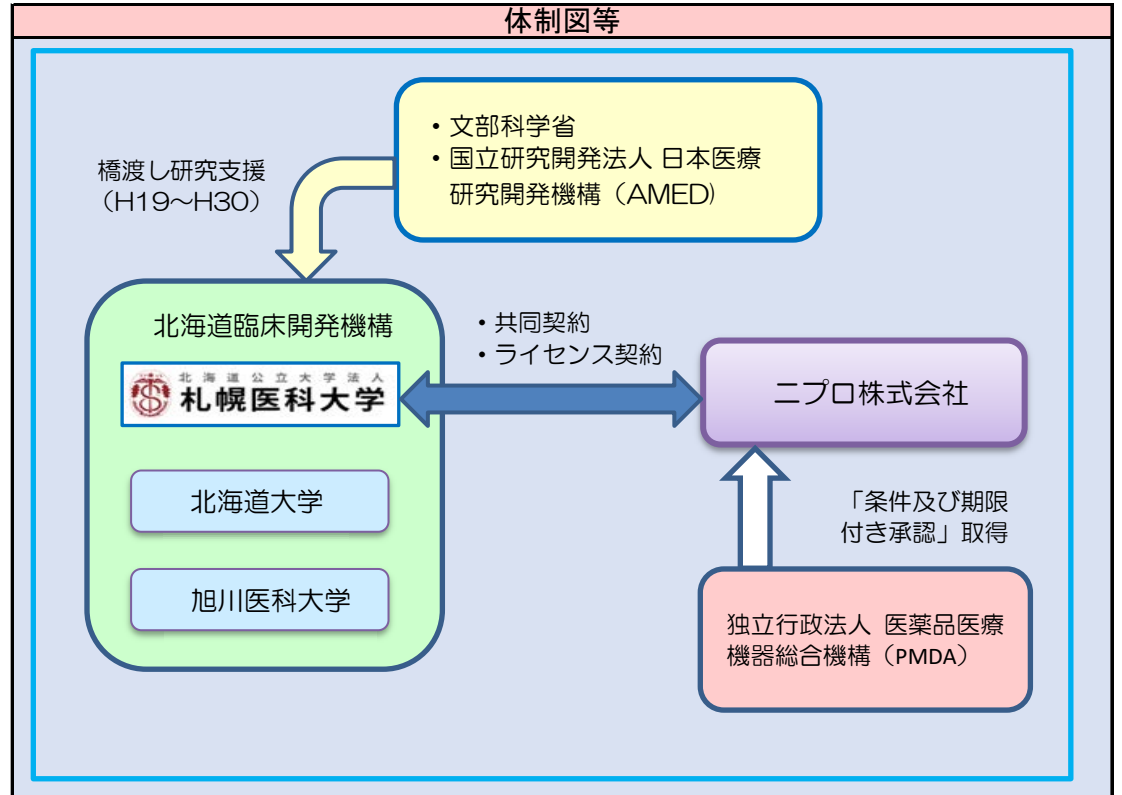 体制図等
・文部科学省
・国立研究開発法人 日本医療
研究開発機構（AMED)
橋渡し研究支援
（H19～H30）
北海道臨床開発機構
北海道公立大学法人
札幌医科大学
北海道大学
旭川医科大学
・共同契約
・ライセンス契約
ニプロ株式会社
「条件及び期限
付き承認」取得
独立行政法人 医薬品医療
機器総合機構（PMDA）